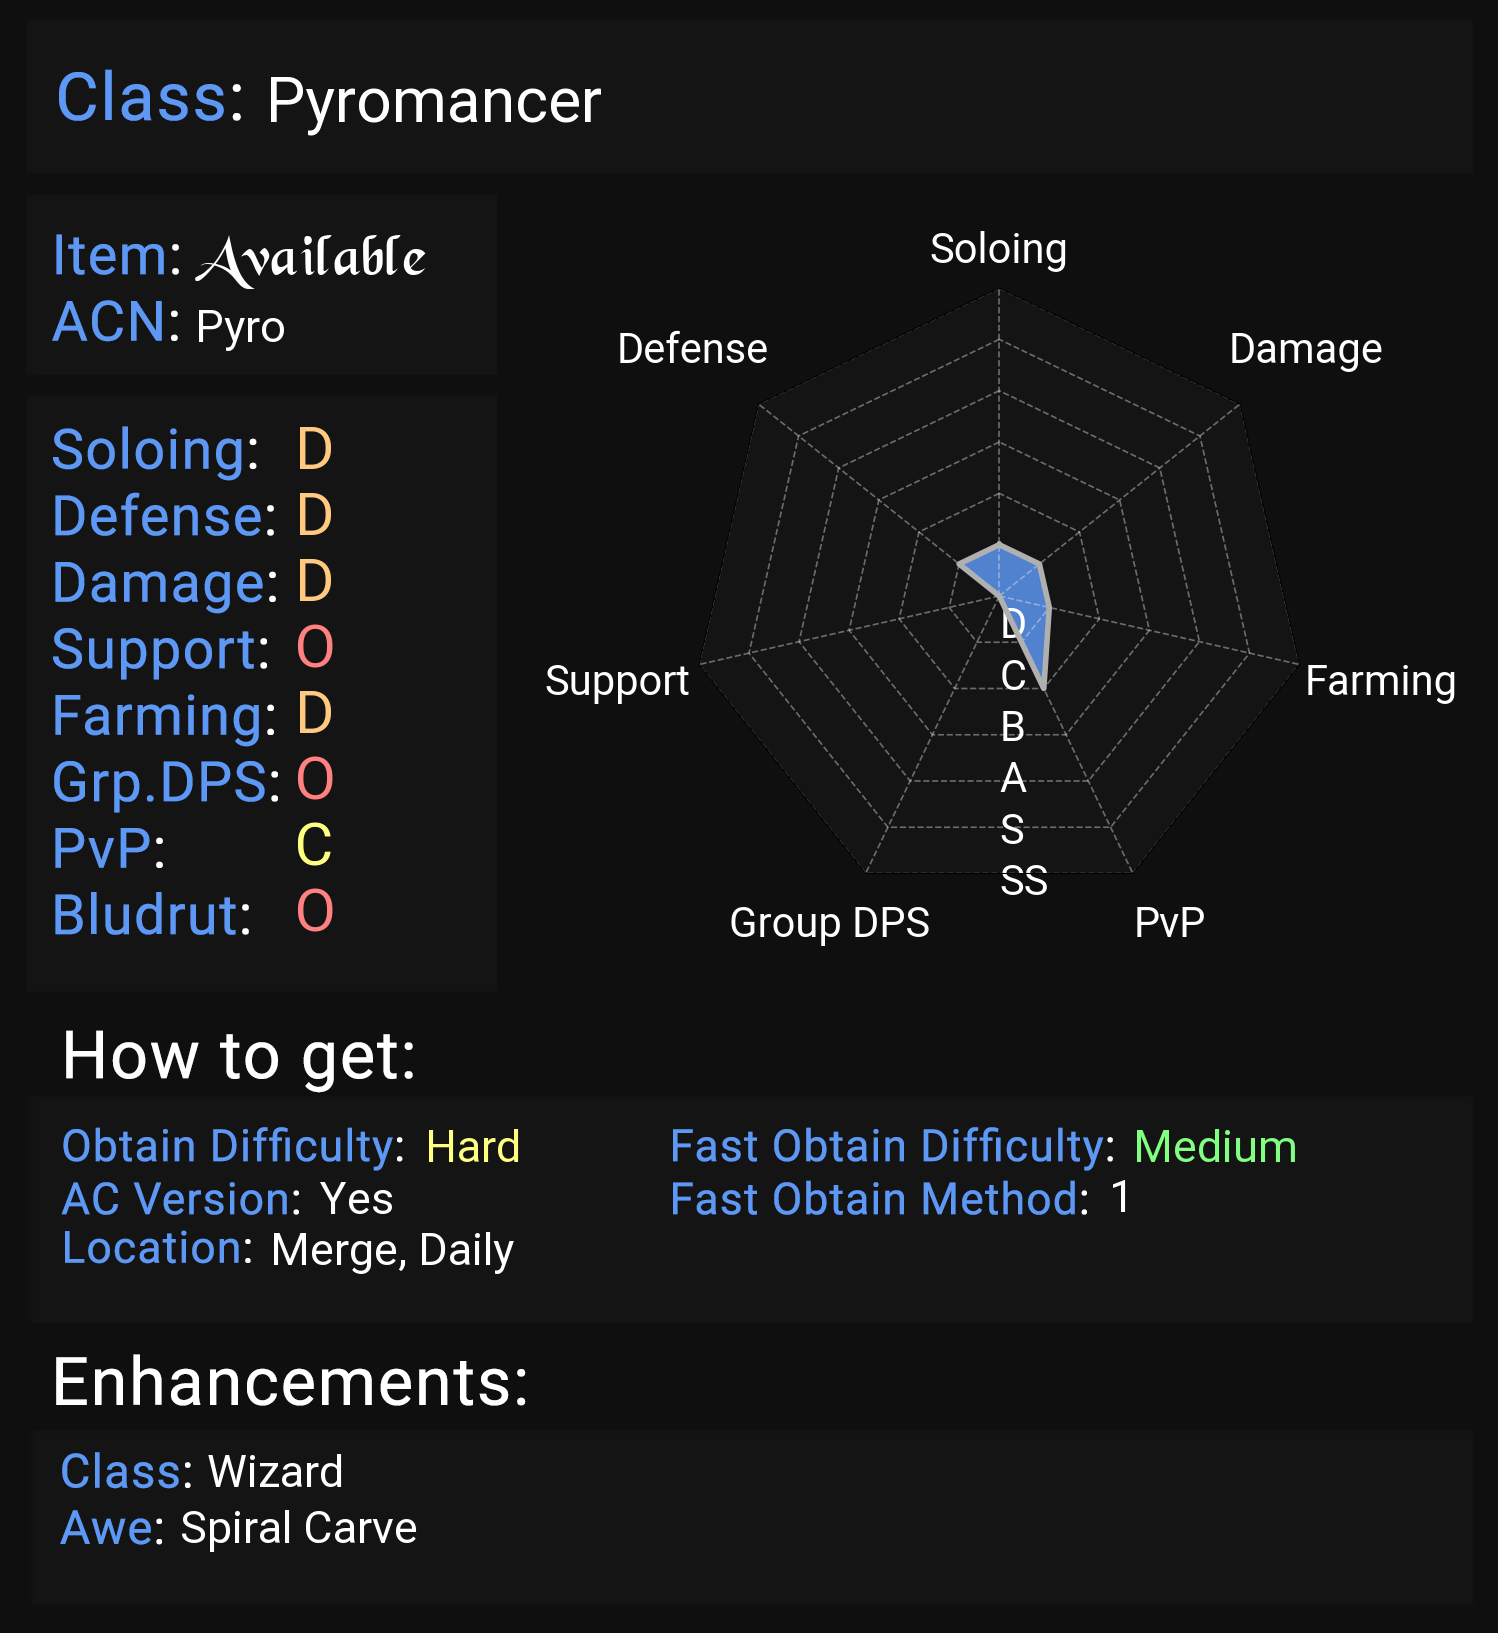 Class: Pyromancer
Item: Available
ACN: Pyro
Soloing: D
Defense: D
Damage: D
Support: O
Farming: D
Grp.DPS: O
PvP: C
Bludrut: O
Soloing
Defense
Damage
Support
Farming
Group DPS
PvP
D
C
B
A
S
SS
How to get:
Obtain Difficulty: Hard
AC Version: Yes
Location: Merge, Daily
Fast Obtain Difficulty: Medium
Fast Obtain Method: 1
Enhancements:
Class: Wizard
Awe: Spiral Carve